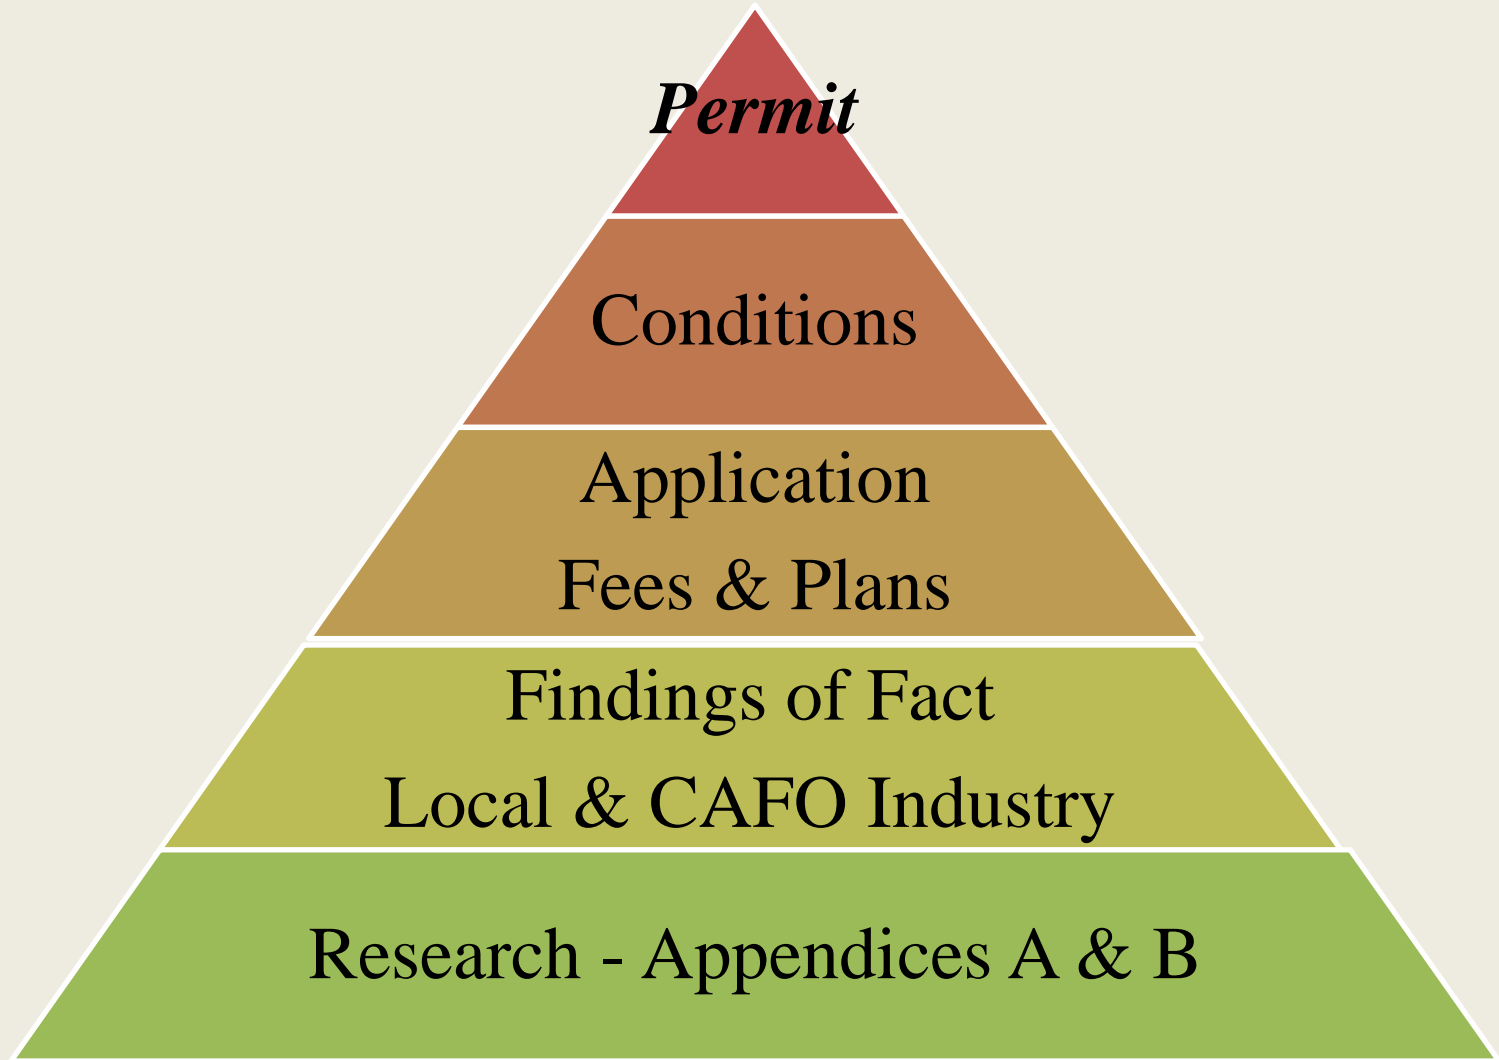 Permit
Conditions
Application
Fees & Plans
Findings of Fact
Local & CAFO Industry
Research - Appendices A & B